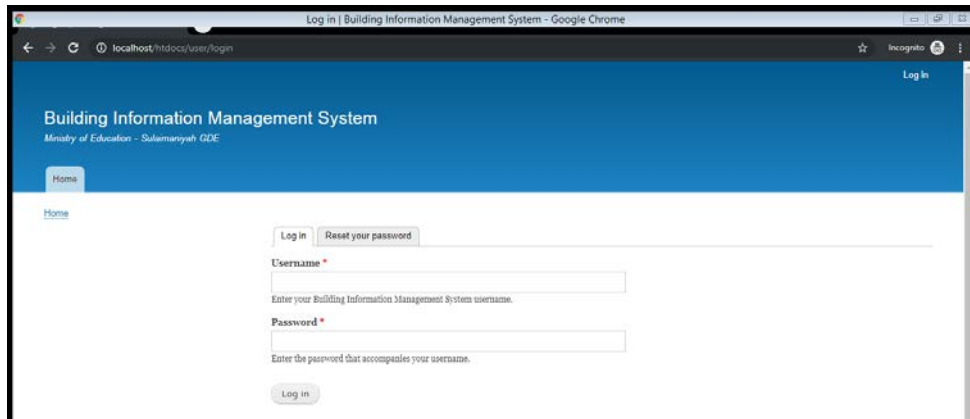 Log in | Building Information Management System - Google Chrome
localhost/htdocs/user/login
Incognito
Log in
Building Information Management System
Ministry of Education - Sulaimaniyah GDE
Home
Home
Log in
Reset your password
Username *
Enter your Building Information Management System username.
Password *
Enter the password that accompanies your username.
Log in